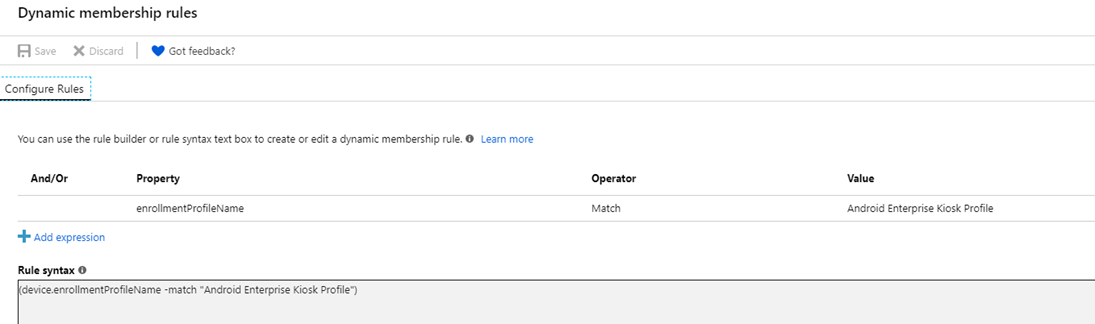 Dynamic membership rules
Save Discard Got feedback?
Configure Rules
You can use the rule builder or rule syntax text box to create or edit a dynamic membership rule. Learn more
And/Or Property Operator Value
enrollmentProfileName Match Android Enterprise Kiosk Profile
Add expression
Rule syntax
(device.enrollmentProfileName -match "Android Enterprise Kiosk Profile")